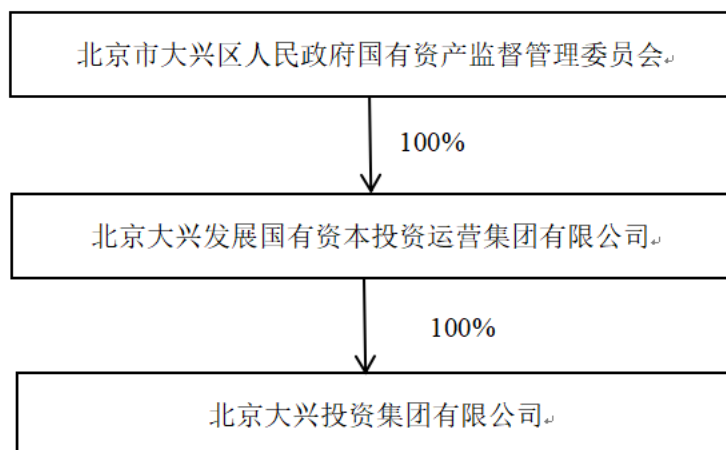 北京市大兴区人民政府国有资产监督管理委员会
100%
北京大兴发展国有资本投资运营集团有限公司
100%
北京大兴投资集团有限公司